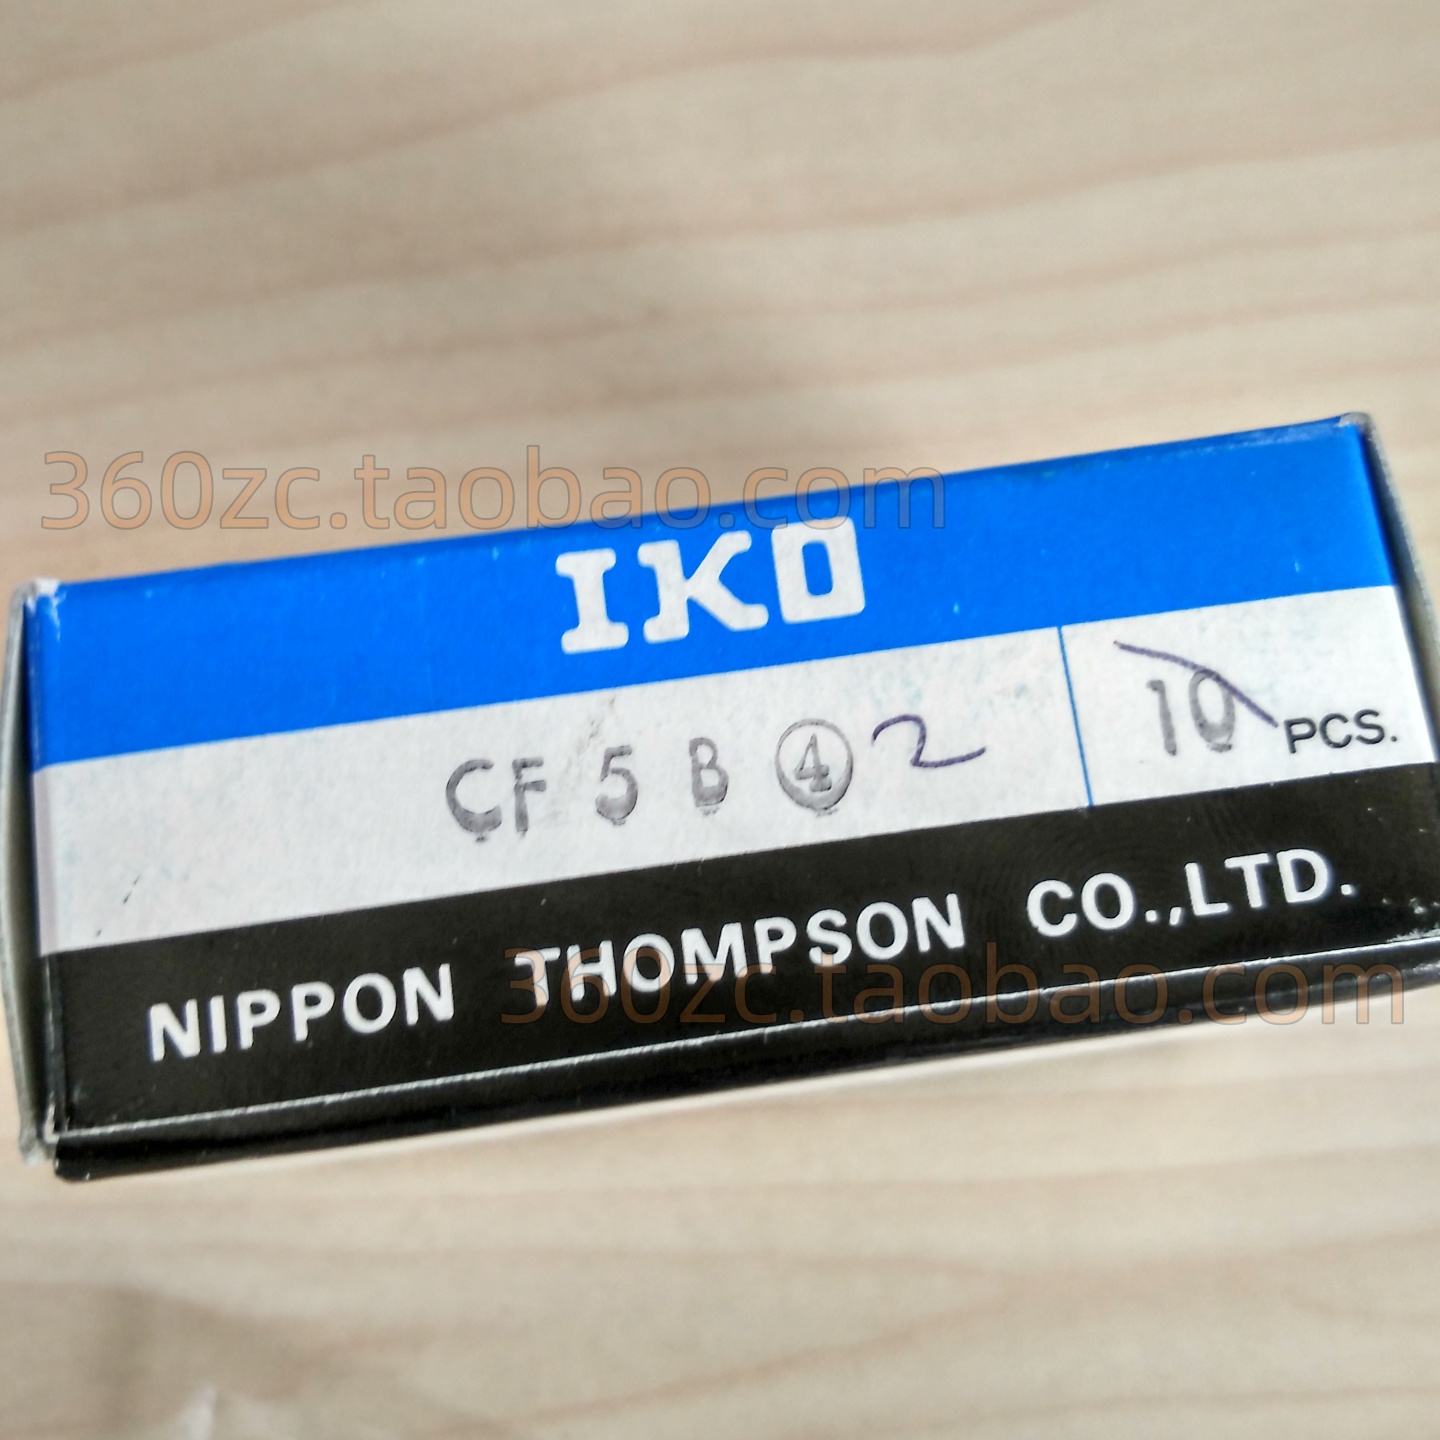 360zc.taobao.com
IKO
CF 5 B ④ 2
10 PCS.
NIPPON THOMPSON CO.,LTD.
360zc.taobao.com